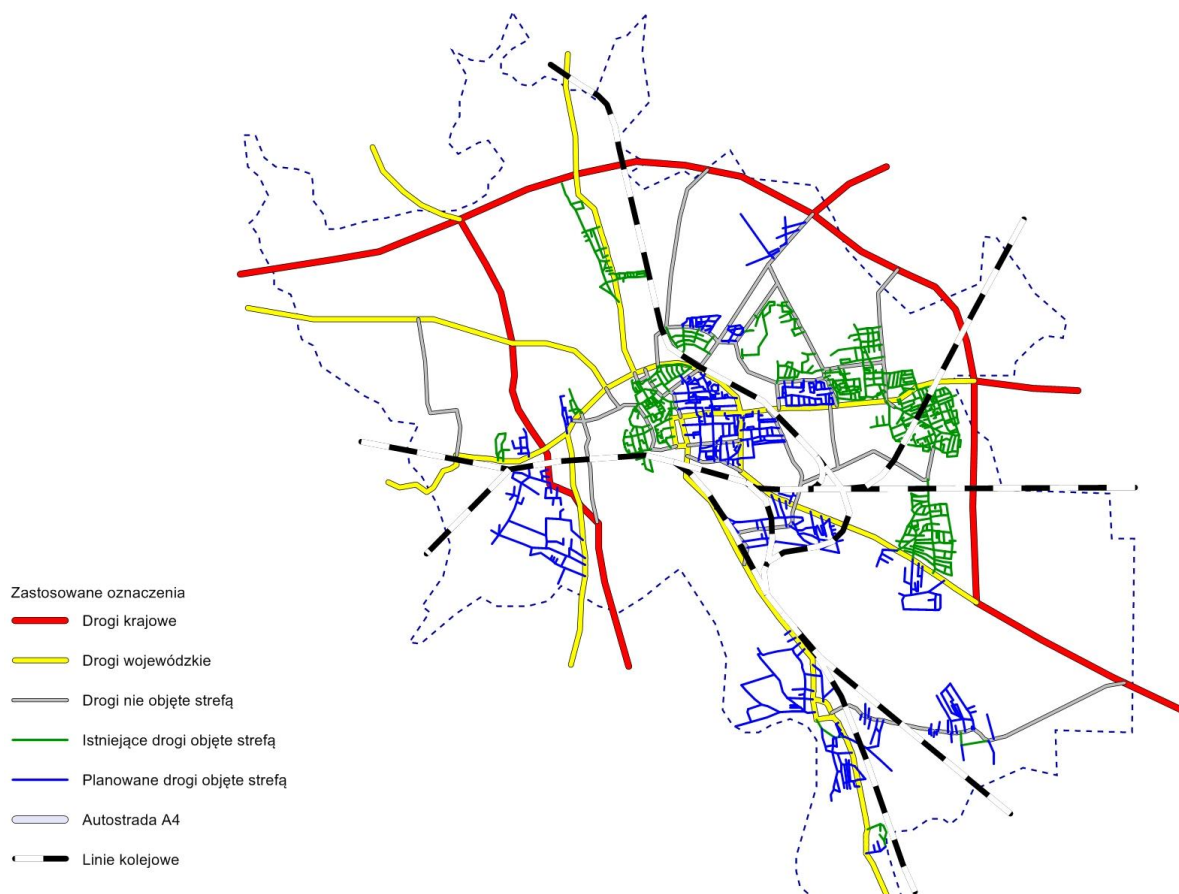 Zastosowane oznaczenia
Drogi krajowe
Drogi wojewódzkie
Drogi nie objęte strefą
Istniejące drogi objęte strefą
Planowane drogi objęte strefą
Autostrada A4
Linie kolejowe